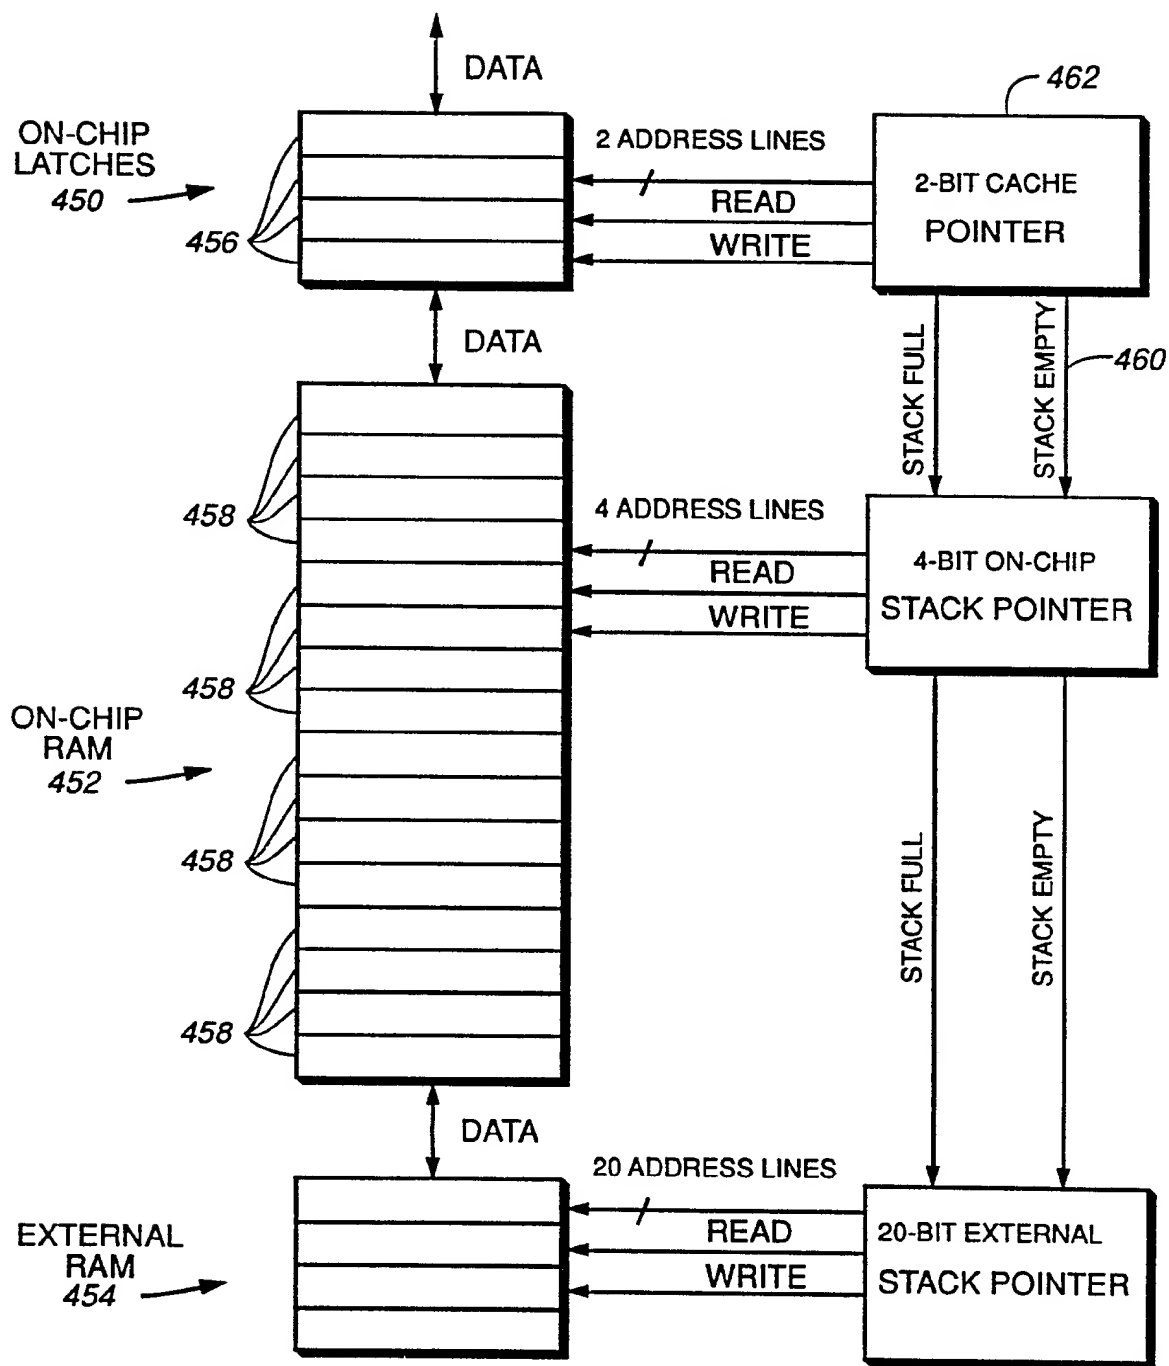 DATA
462
ON-CHIP
LATCHES
450
456
2 ADDRESS LINES
READ
WRITE
2-BIT CACHE
POINTER
DATA
STACK FULL
STACK EMPTY
460
458
458
458
458
ON-CHIP
RAM
452
4 ADDRESS LINES
READ
WRITE
4-BIT ON-CHIP
STACK POINTER
STACK FULL
STACK EMPTY
DATA
EXTERNAL
RAM
454
20 ADDRESS LINES
READ
WRITE
20-BIT EXTERNAL
STACK POINTER